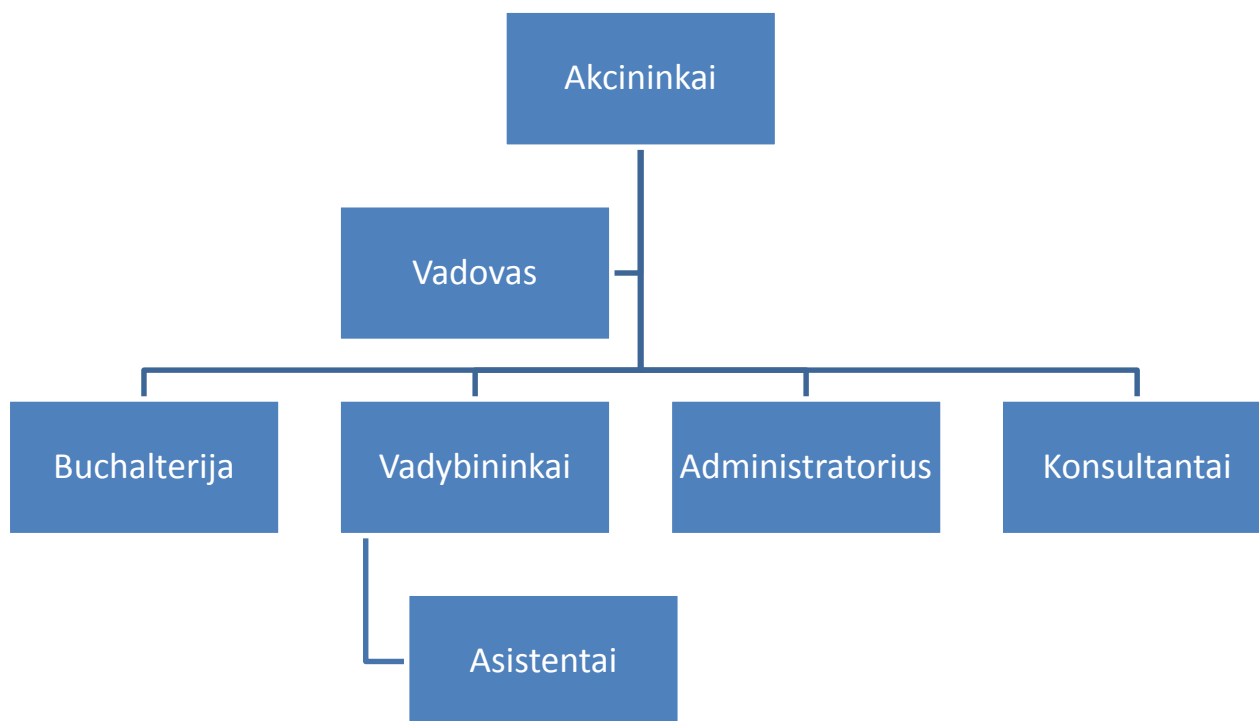 Akcininkai
Vadovas
Buchalterija
Vadybininkai
Administratorius
Konsultantai
Asistentai